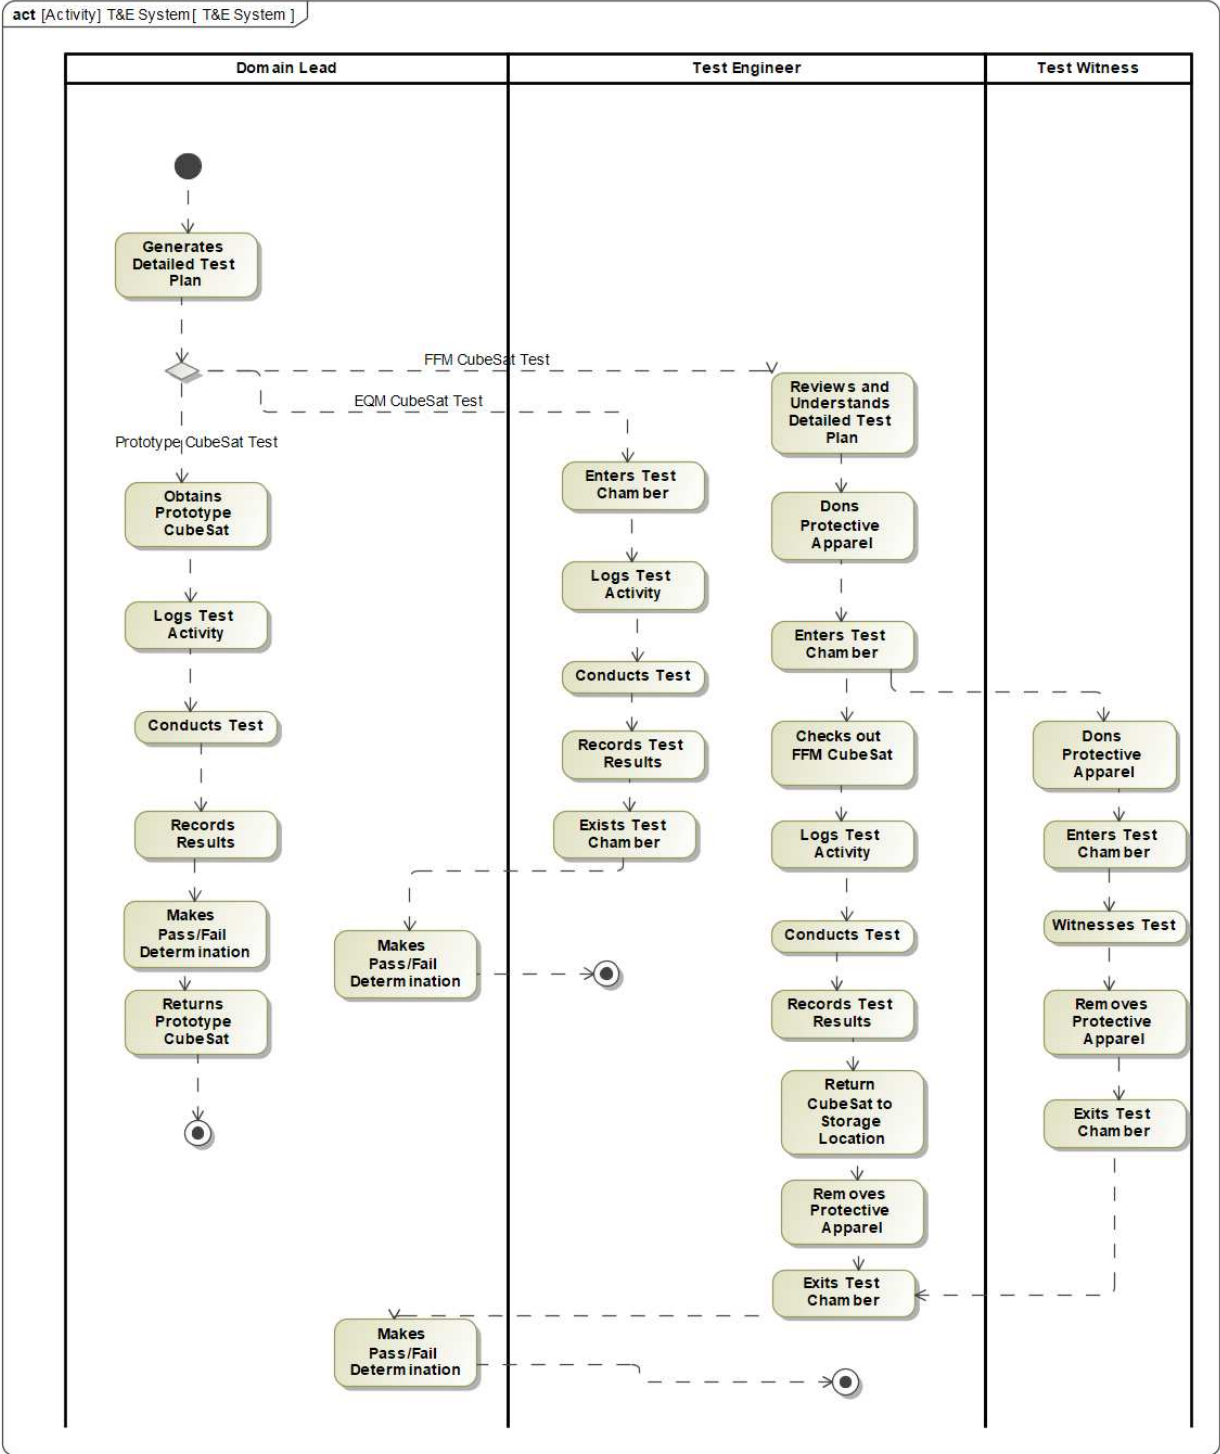 act [Activity] T&E System[ T&E System ]
Domain Lead
Test Engineer
Test Witness
Generates
Detailed Test
Plan
FFM CubeSat Test
EQM CubeSat Test
Prototype CubeSat Test
Obtains
Prototype
CubeSat
Logs Test
Activity
Conducts Test
Records
Results
Makes
Pass/Fail
Determination
Returns
Prototype
CubeSat
Enters Test
Chamber
Logs Test
Activity
Conducts Test
Records Test
Results
Exists Test
Chamber
Makes
Pass/Fail
Determination
Reviews and
Understands
Detailed Test
Plan
Dons
Protective
Apparel
Enters Test
Chamber
Checks out
FFM CubeSat
Logs Test
Activity
Conducts Test
Records Test
Results
Return
CubeSat to
Storage
Location
Removes
Protective
Apparel
Exits Test
Chamber
Dons
Protective
Apparel
Enters Test
Chamber
Witnesses Test
Removes
Protective
Apparel
Exits Test
Chamber
Makes
Pass/Fail
Determination